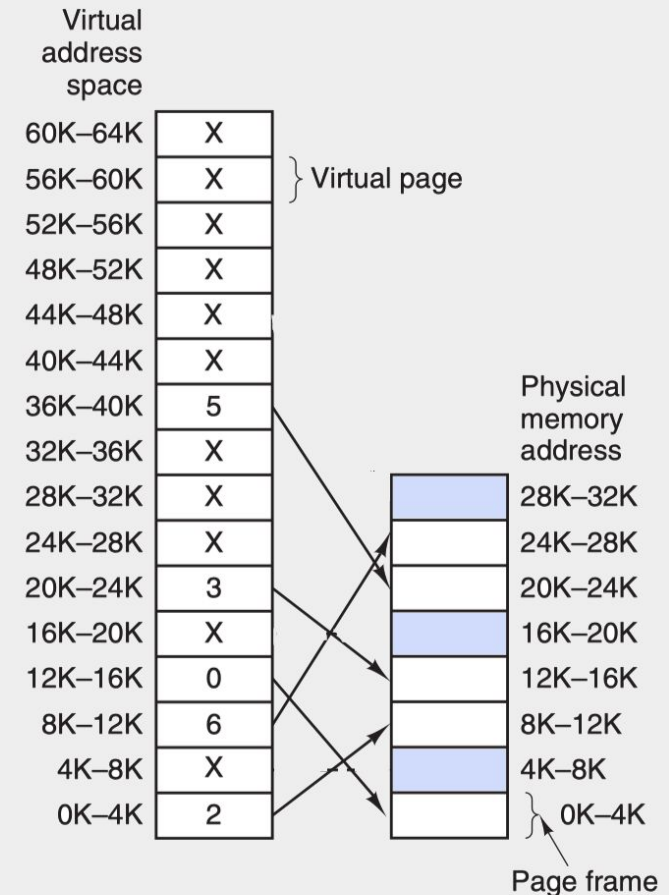 Virtual
address
space
60K–64K X
56K–60K X Virtual page
52K–56K X
48K–52K X
44K–48K X
40K–44K X
36K–40K 5
32K–36K X
28K–32K X
24K–28K X
20K–24K 3
16K–20K X
12K–16K 0
8K–12K 6
4K–8K X
0K–4K 2
Physical
memory
address
28K–32K
24K–28K
20K–24K
16K–20K
12K–16K
8K–12K
4K–8K
0K–4K
Page frame